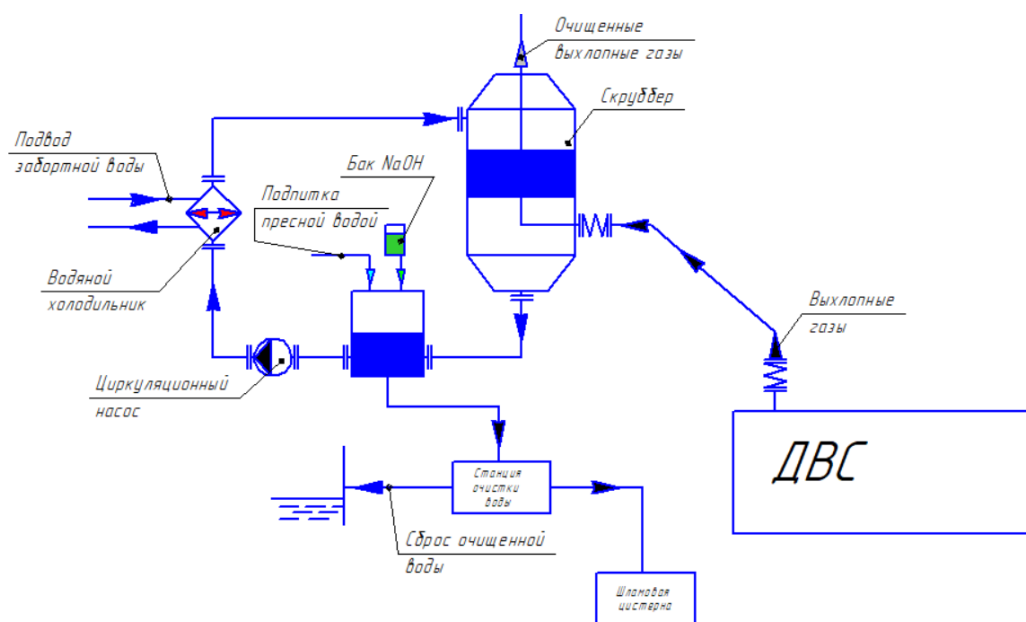 Очищенные
выхлопные газы
Скруббер
Подвод
забортной воды
Бак NaOH
Подпитка
пресной водой
Водяной
холодильник
Выхлопные
газы
Циркуляционный
насос
ДВС
Станция
очистки
воды
Сброс очищенной
воды
Шламовая
цистерна